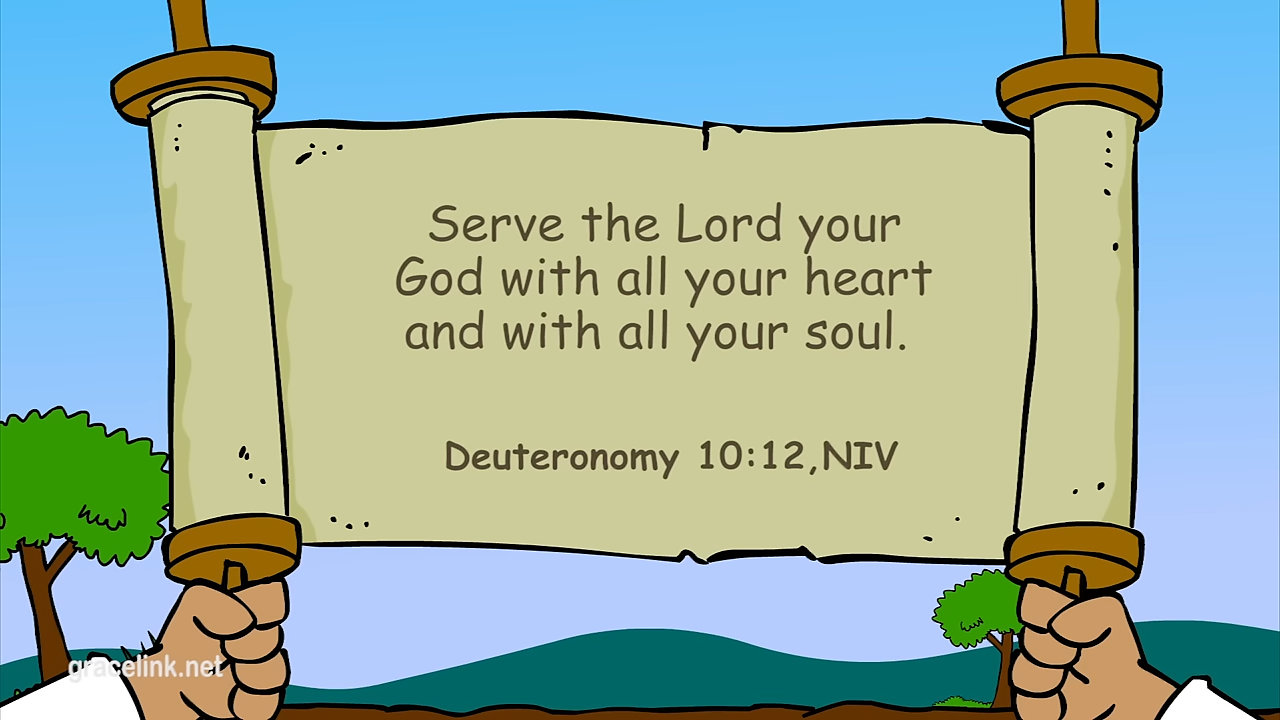 Serve the Lord your
God with all your heart
and with all your soul.
Deuteronomy 10:12,NIV
gracelink.net